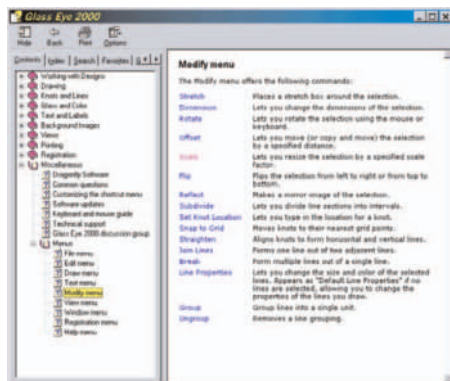 Glass Eye 2000
Hide Back Print Options
Contents Index Search Favorites
Working with Designs
Drawing
Knots and Lines
Glass and Color
Text and Labels
Background Images
Views
Printing
Registration
Miscellaneous
Dragonfly Software
Common questions
Customizing the shortcut menu
Software updates
Keyboard and mouse guide
Technical support
Glass Eye 2000 discussion group
Menus
File menu
Edit menu
Draw menu
Text menu
Modify menu
View menu
Window menu
Registration menu
Help menu
Modify menu
The Modify menu offers the following commands:
Stretch Places a stretch box around the selection.
Dimension Lets you change the dimensions of the selection.
Rotate Lets you rotate the selection using the mouse or
keyboard.
Offset Lets you move (or copy and move) the selection
by a specified distance.
Scale Lets you resize the selection by a specified scale
factor.
Flip Flips the selection from left to right or from top to
bottom.
Reflect Makes a mirror image of the selection.
Subdivide Lets you divide line sections into intervals.
Set Knot Location Lets you type in the location for a knot.
Snap to Grid Moves knots to their nearest grid points.
Straighten Aligns knots to form horizontal and vertical lines.
Join Lines Forms one line out of two adjacent lines.
Break Form multiple lines out of a single line.
Line Properties Lets you change the size and color of the selected
lines. Appears as "Default Line Properties" if no
lines are selected, allowing you to change the
properties of the lines you draw.
Group Group lines into a single unit.
Ungroup Removes a line grouping.